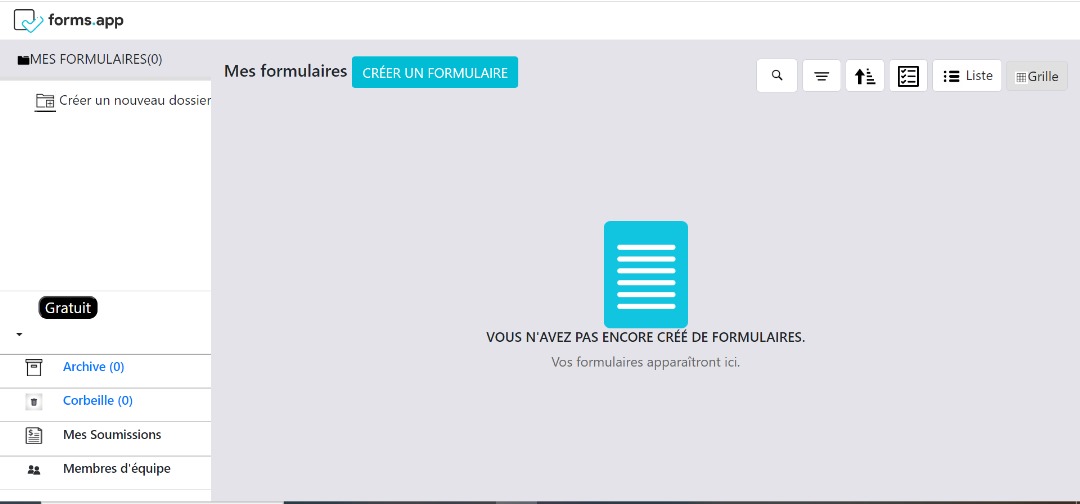 forms.app
MES FORMULAIRES(0)
Créer un nouveau dossier
Mes formulaires
CRÉER UN FORMULAIRE
Liste
Grille
VOUS N'AVEZ PAS ENCORE CRÉÉ DE FORMULAIRES.
Vos formulaires apparaîtront ici.
Gratuit
Archive (0)
Corbeille (0)
Mes Soumissions
Membres d'équipe